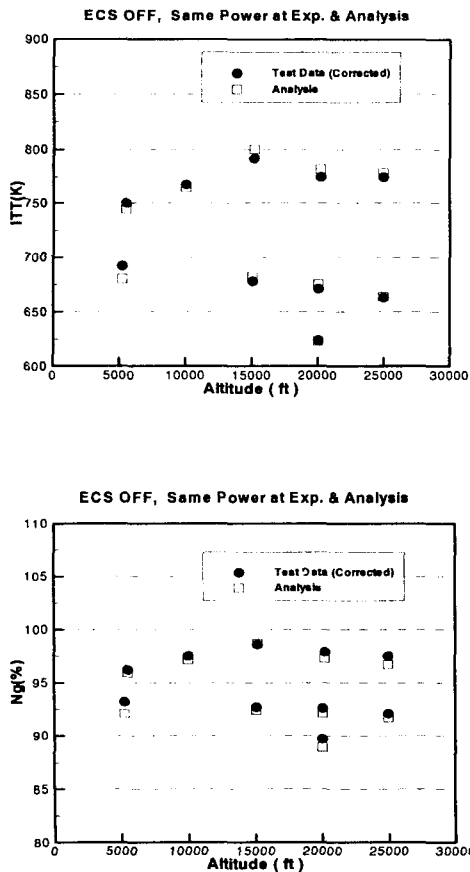 ECS OFF, Same Power at Exp. & Analysis
900
850
800
750
700
650
600
ITT(K)
Test Data (Corrected)
Analysis
0 5000 10000 15000 20000 25000 30000
Altitude ( ft )
ECS OFF, Same Power at Exp. & Analysis
110
105
100
95
90
85
80
Ng(%)
Test Data (Corrected)
Analysis
0 5000 10000 15000 20000 25000 30000
Altitude ( ft )